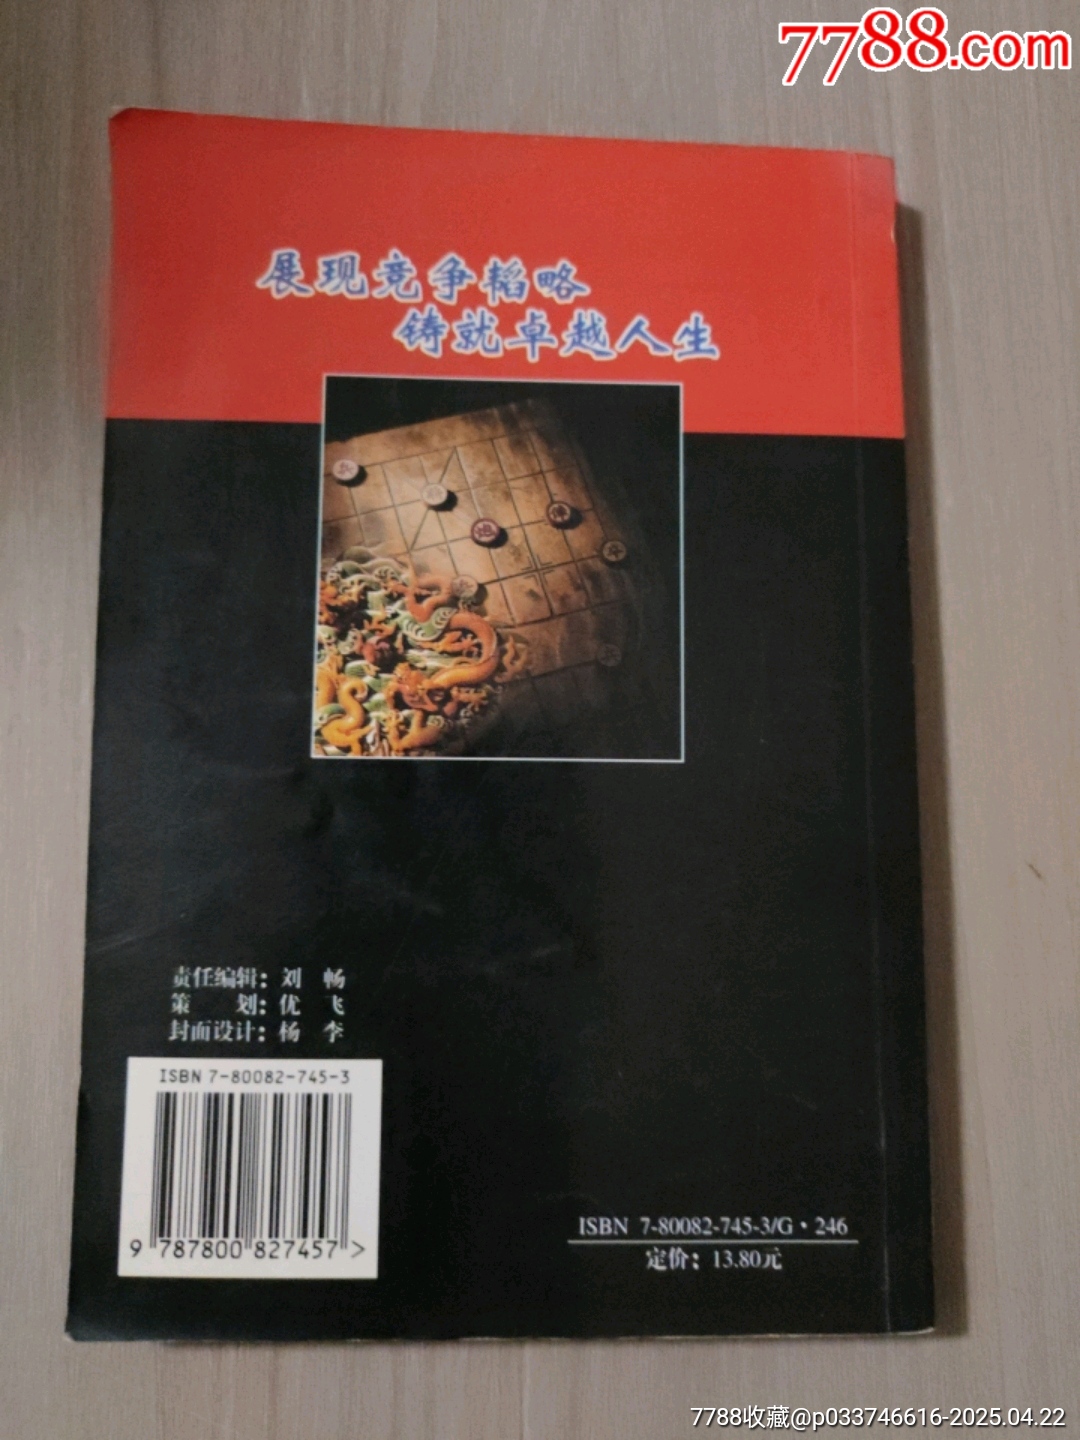 7788.com
展现竞争韬略
铸就卓越人生
责任编辑：刘 畅
策 划：优 飞
封面设计：杨 李
ISBN 7-80082-745-3
9 787800 827457 >
ISBN 7-80082-745-3/G·246
定价：13.80元
7788收藏@p033746616-2025.04.22